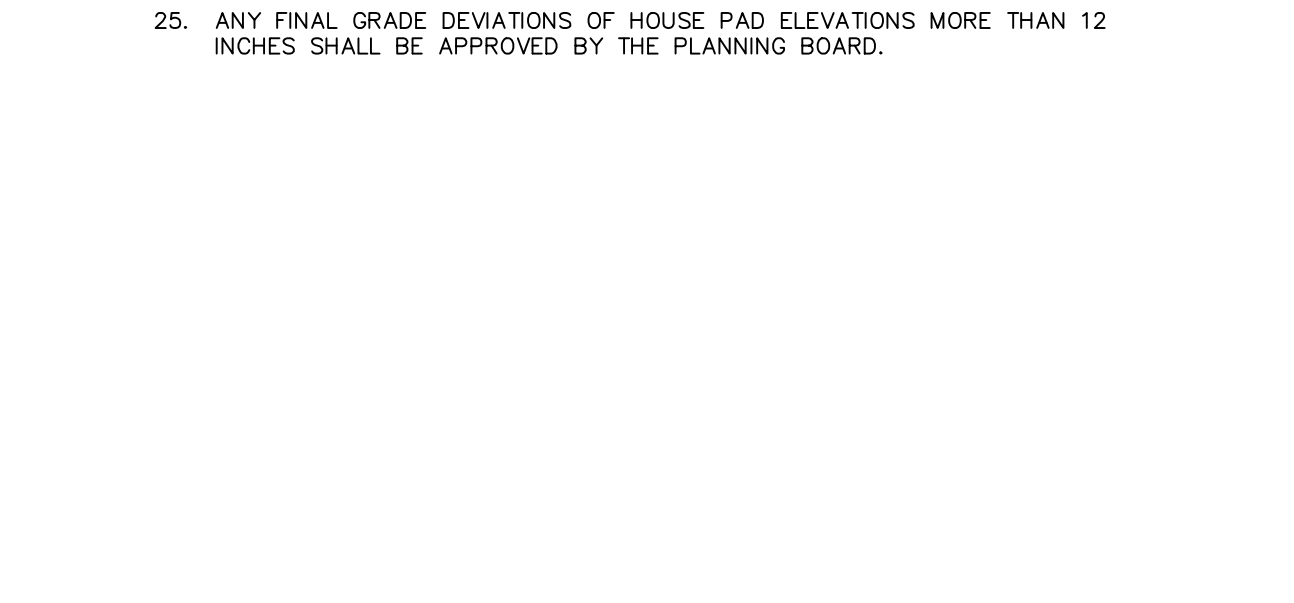 25. ANY FINAL GRADE DEVIATIONS OF HOUSE PAD ELEVATIONS MORE THAN 12
INCHES SHALL BE APPROVED BY THE PLANNING BOARD.